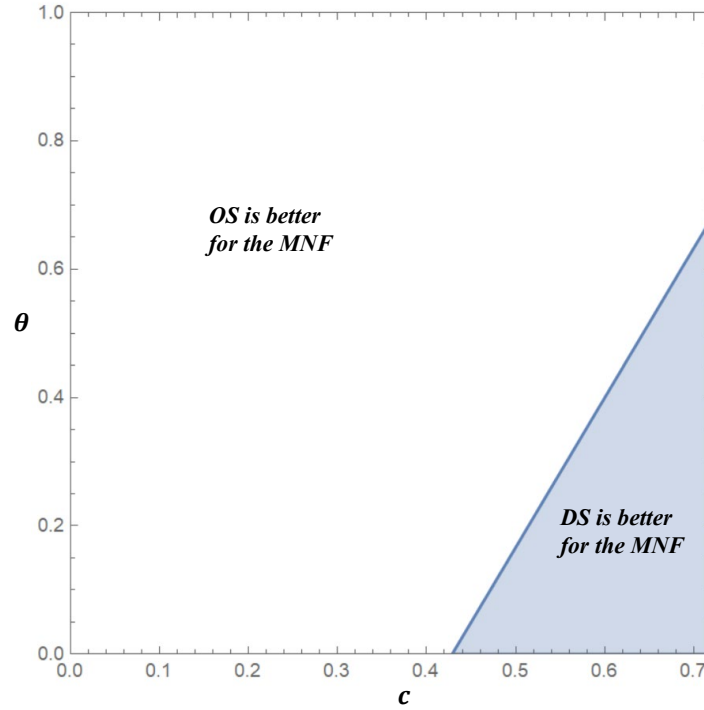 1.0
0.8
OS is better
for the MNF
0.6
θ
0.4
DS is better
for the MNF
0.2
0.0
0.0 0.1 0.2 0.3 0.4 0.5 0.6 0.7
c